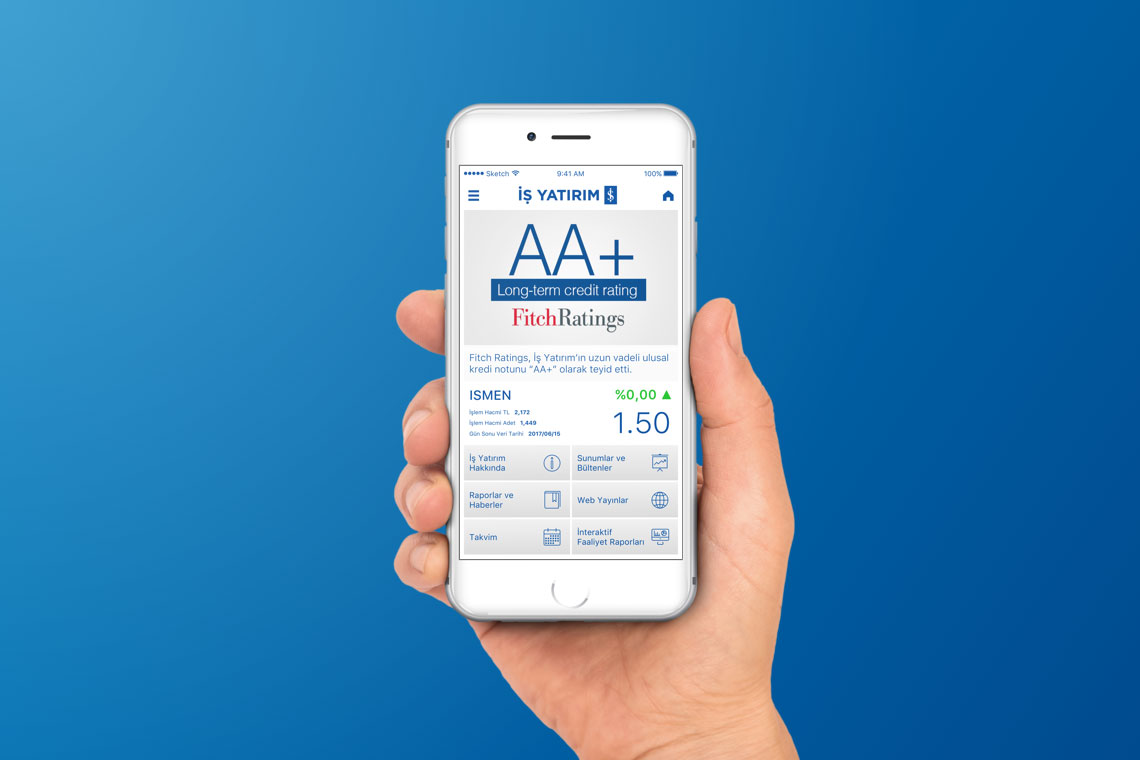 Sketch 9:41 AM 100%
İŞ YATIRIM
AA+
Long-term credit rating
FitchRatings
Fitch Ratings, İş Yatırım'ın uzun vadeli ulusal
kredi notunu "AA+" olarak teyid etti.
ISMEN %0,00 ▲
İşlem Hacmi TL 2,172
İşlem Hacmi Adet 1,449
Gün Sonu Veri Tarihi 2017/06/15
1.50
İş Yatırım
Hakkında
Sunumlar ve
Bültenler
Raporlar ve
Haberler
Web Yayınlar
Takvim
İnteraktif
Faaliyet Raporları